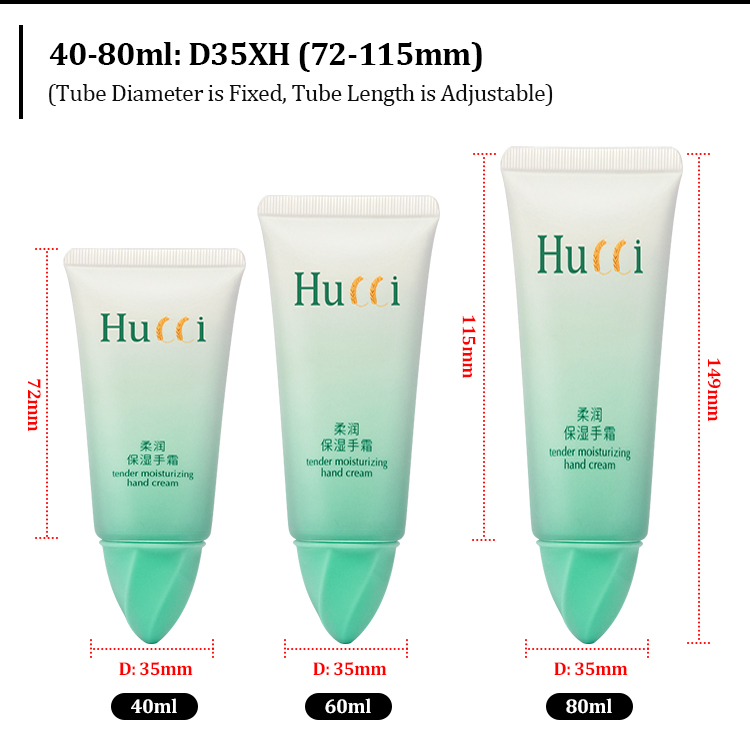 40-80ml: D35XH (72-115mm)
(Tube Diameter is Fixed, Tube Length is Adjustable)
72mm
Hucci
柔润
保湿手霜
tender moisturizing
hand cream
D: 35mm
40ml
Hucci
柔润
保湿手霜
tender moisturizing
hand cream
D: 35mm
60ml
115mm
Hucci
柔润
保湿手霜
tender moisturizing
hand cream
149mm
D: 35mm
80ml